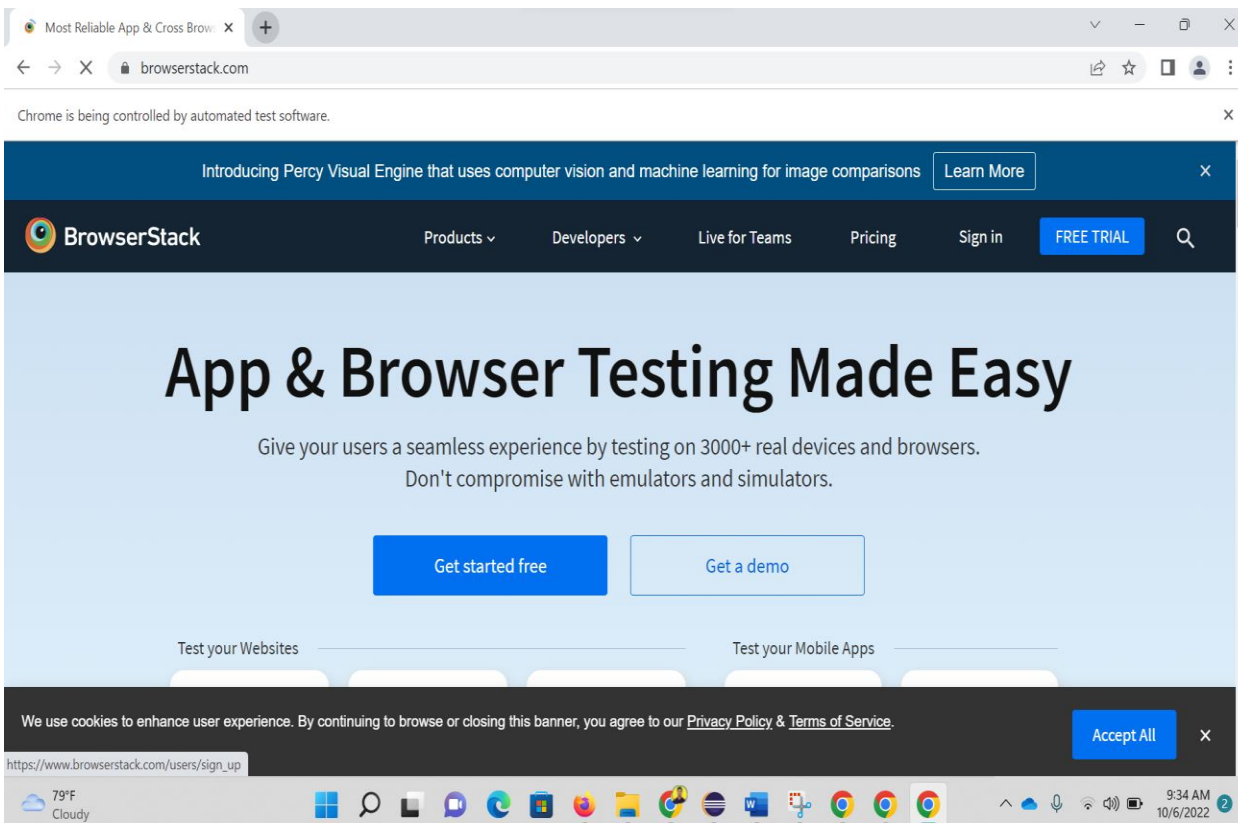 Most Reliable App & Cross Brow
browserstack.com
Chrome is being controlled by automated test software.
Introducing Percy Visual Engine that uses computer vision and machine learning for image comparisons Learn More
BrowserStack Products Developers Live for Teams Pricing Sign in FREE TRIAL
App & Browser Testing Made Easy
Give your users a seamless experience by testing on 3000+ real devices and browsers.
Don't compromise with emulators and simulators.
Get started free Get a demo
Test your Websites Test your Mobile Apps
We use cookies to enhance user experience. By continuing to browse or closing this banner, you agree to our Privacy Policy & Terms of Service.
Accept All
https://www.browserstack.com/users/sign_up
79°F
Cloudy
9:34 AM
10/6/2022
2